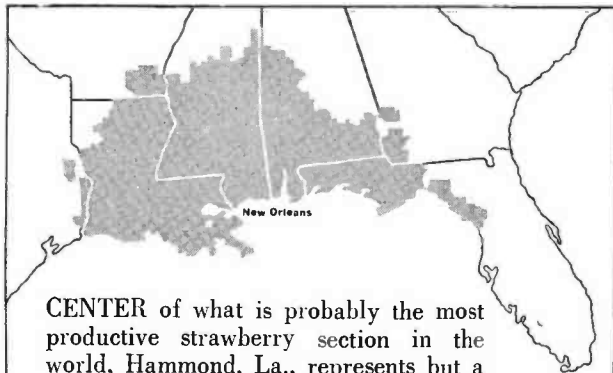 New Orleans
CENTER of what is probably the most
productive strawberry section in the
world, Hammond, La., represents but a